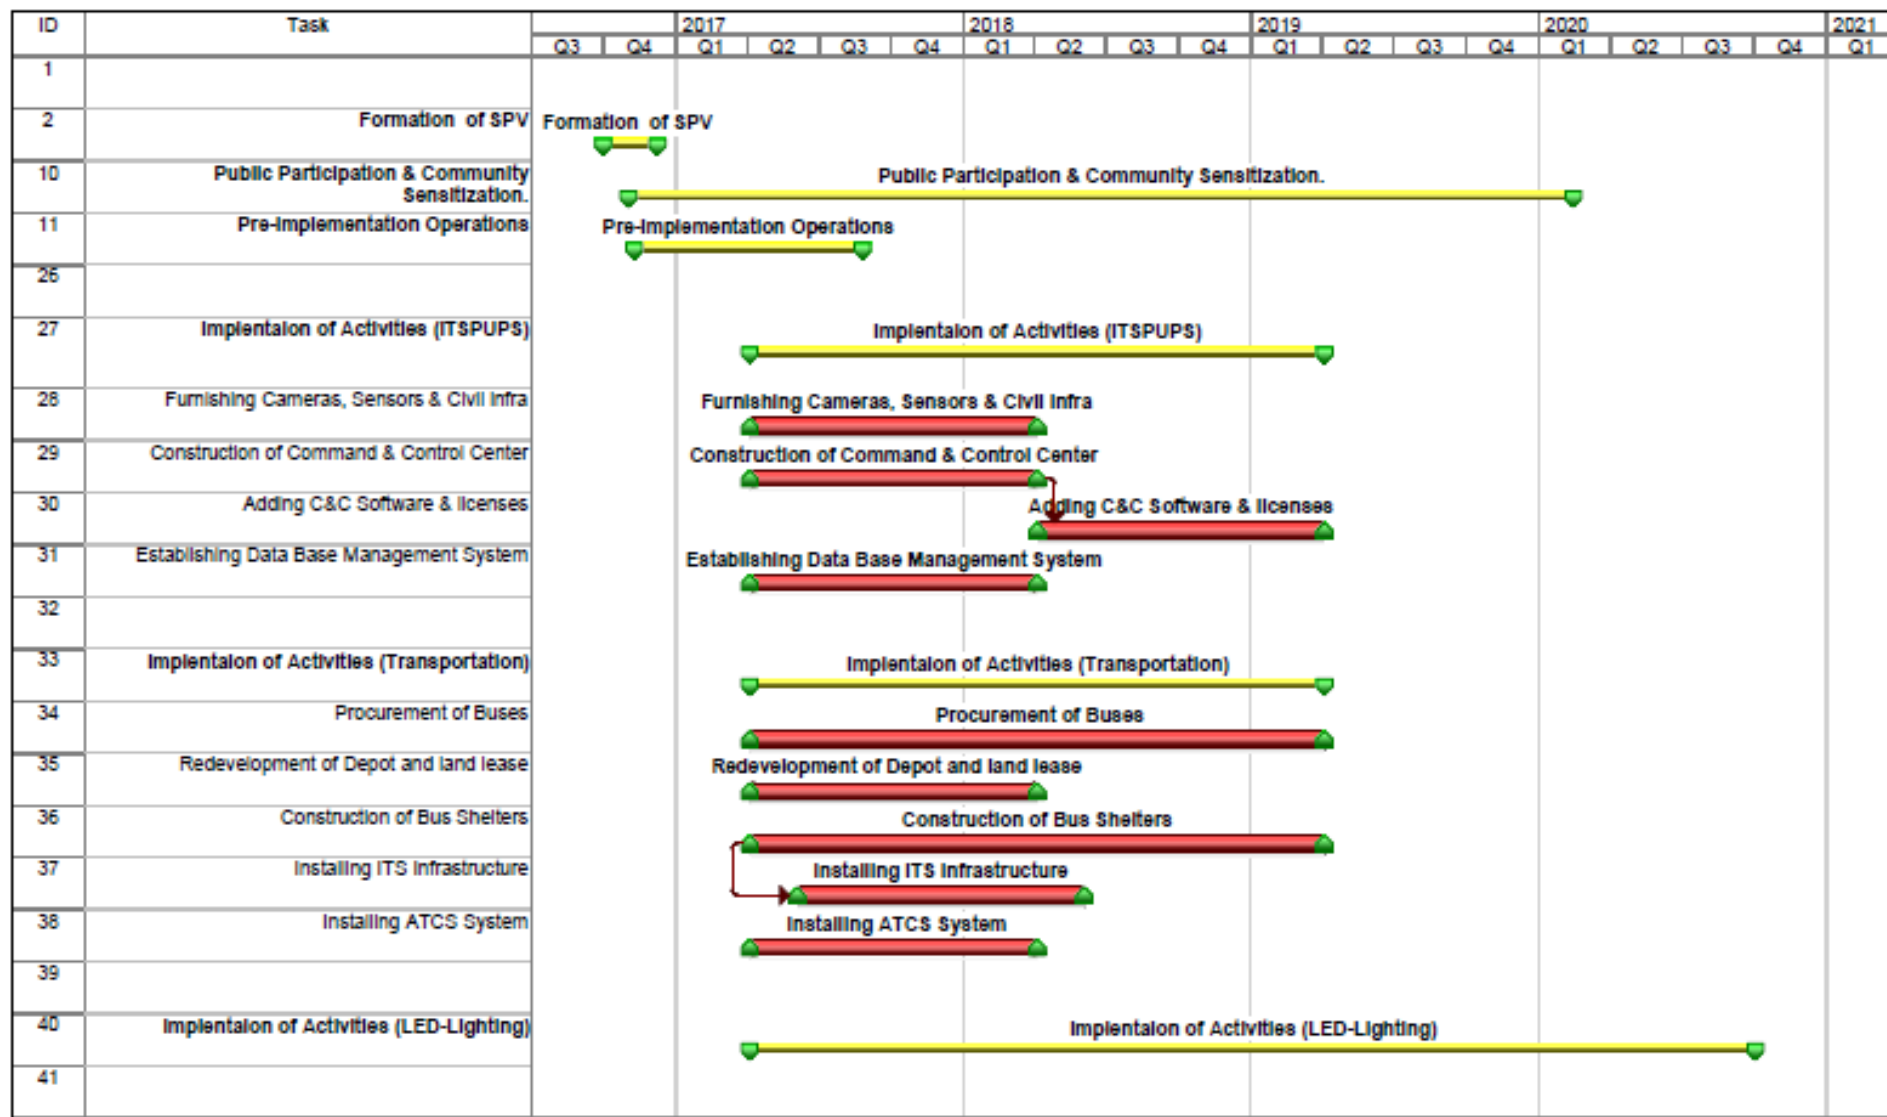 ID Task 2017 2018 2019 2020 2021
Q3 Q4 Q1 Q2 Q3 Q4 Q1 Q2 Q3 Q4 Q1 Q2 Q3 Q4 Q1 Q2 Q3 Q4 Q1
1
2 Formation of SPV Formation of SPV
10 Public Participation & Community Public Participation & Community Sensitization.
Sensitization.
11 Pre-Implementation Operations Pre-Implementation Operations
26
27 Implentaion of Activities (ITSPUPS) Implentaion of Activities (ITSPUPS)
28 Furnishing Cameras, Sensors & Civil Infra Furnishing Cameras, Sensors & Civil Infra
29 Construction of Command & Control Center Construction of Command & Control Center
30 Adding C&C Software & licenses Adding C&C Software & licenses
31 Establishing Data Base Management System Establishing Data Base Management System
32
33 Implentaion of Activities (Transportation) Implentaion of Activities (Transportation)
34 Procurement of Buses Procurement of Buses
35 Redevelopment of Depot and land lease Redevelopment of Depot and land lease
36 Construction of Bus Shelters Construction of Bus Shelters
37 Installing ITS Infrastructure Installing ITS Infrastructure
38 Installing ATCS System Installing ATCS System
39
40 Implentaion of Activities (LED-Lighting) Implentaion of Activities (LED-Lighting)
41